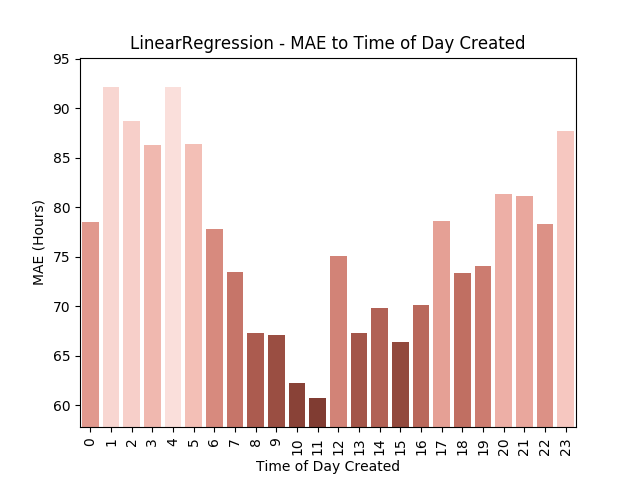 LinearRegression - MAE to Time of Day Created
95
90
85
80
75
70
65
60
MAE (Hours)
0 1 2 3 4 5 6 7 8 9 10 11 12 13 14 15 16 17 18 19 20 21 22 23
Time of Day Created